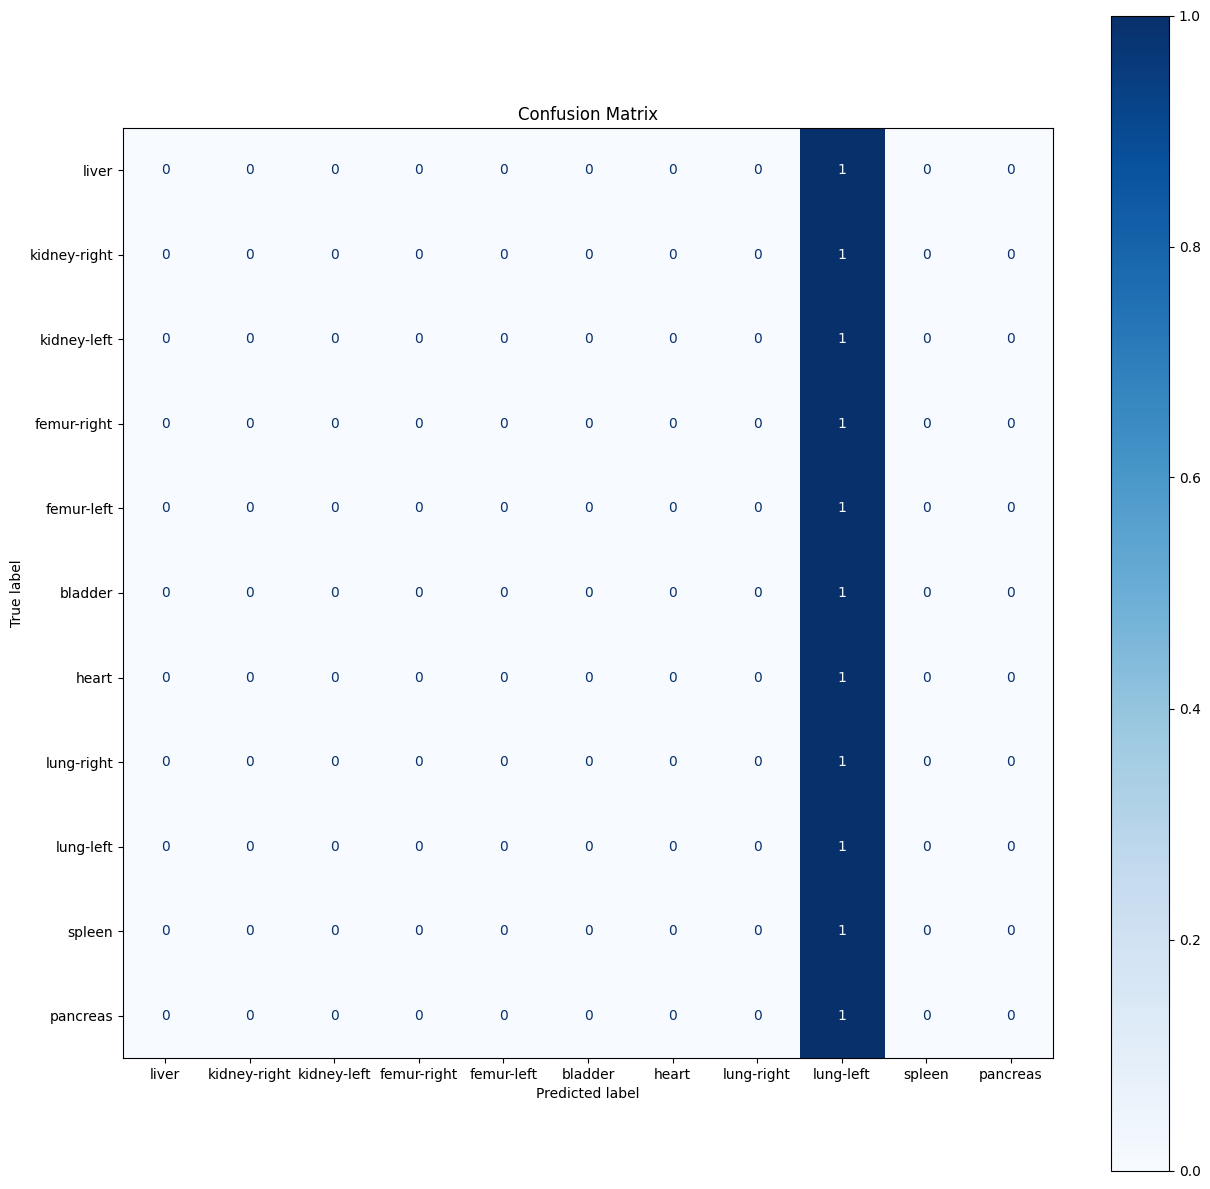 Confusion Matrix
1.0
0.8
0.6
0.4
0.2
0.0
True label
liver 0 0 0 0 0 0 0 0 1 0 0
kidney-right 0 0 0 0 0 0 0 0 1 0 0
kidney-left 0 0 0 0 0 0 0 0 1 0 0
femur-right 0 0 0 0 0 0 0 0 1 0 0
femur-left 0 0 0 0 0 0 0 0 1 0 0
bladder 0 0 0 0 0 0 0 0 1 0 0
heart 0 0 0 0 0 0 0 0 1 0 0
lung-right 0 0 0 0 0 0 0 0 1 0 0
lung-left 0 0 0 0 0 0 0 0 1 0 0
spleen 0 0 0 0 0 0 0 0 1 0 0
pancreas 0 0 0 0 0 0 0 0 1 0 0
liver kidney-right kidney-left femur-right femur-left bladder heart lung-right lung-left spleen pancreas
Predicted label